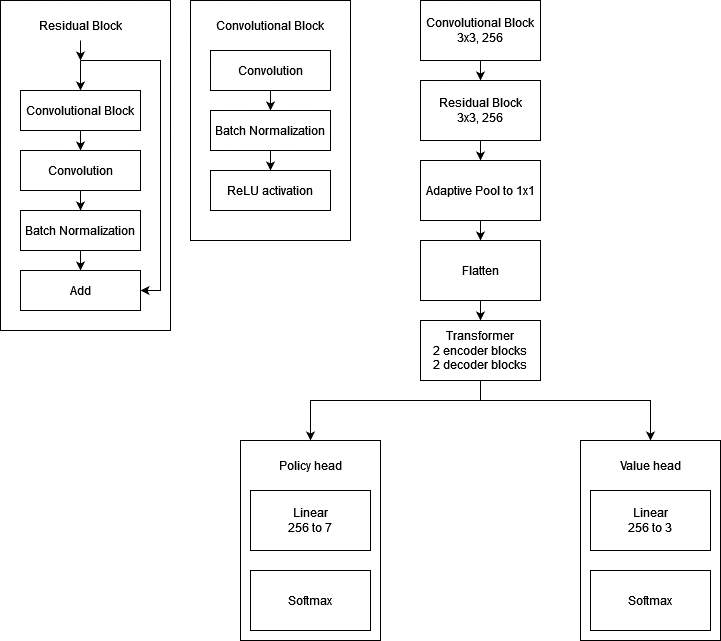 Residual Block
Convolutional Block
Convolution
Batch Normalization
Add
Convolutional Block
Convolution
Batch Normalization
ReLU activation
Convolutional Block
3x3, 256
Residual Block
3x3, 256
Adaptive Pool to 1x1
Flatten
Transformer
2 encoder blocks
2 decoder blocks
Policy head
Linear
256 to 7
Softmax
Value head
Linear
256 to 3
Softmax